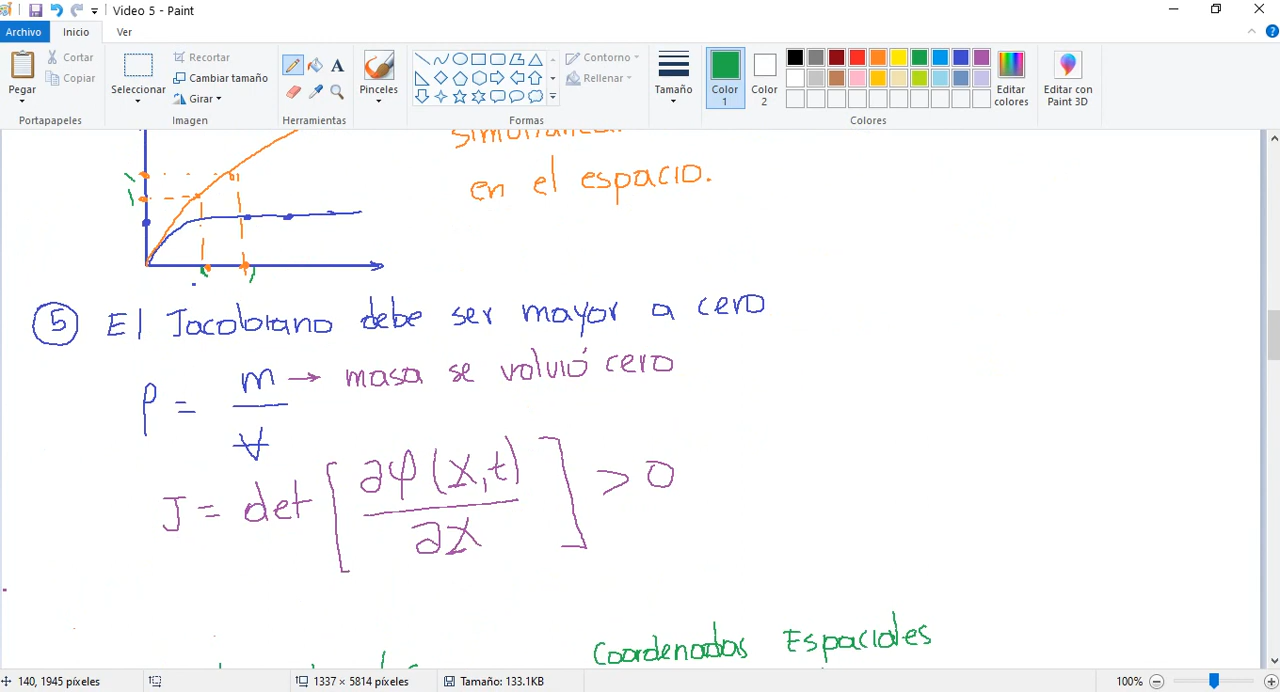 Video 5 - Paint
Archivo Inicio Ver
Pegar
Cortar
Copiar
Portapapeles
Seleccionar
Recortar
Cambiar tamaño
Girar
Imagen
A
Herramientas
Pinceles
Contorno
Rellenar
Formas
Tamaño
Color 1
Color 2
Editar colores
Colores
Editar con Paint 3D
en el espacio.
5 El Jacobiano debe ser mayor a cero
ρ = m / V → masa se volvió cero
J = det [ ∂φ(X,t) / ∂X ] > 0
Coordenadas Espaciales
140, 1945 píxeles
1337 × 5814 píxeles
Tamaño: 133.1KB
100%